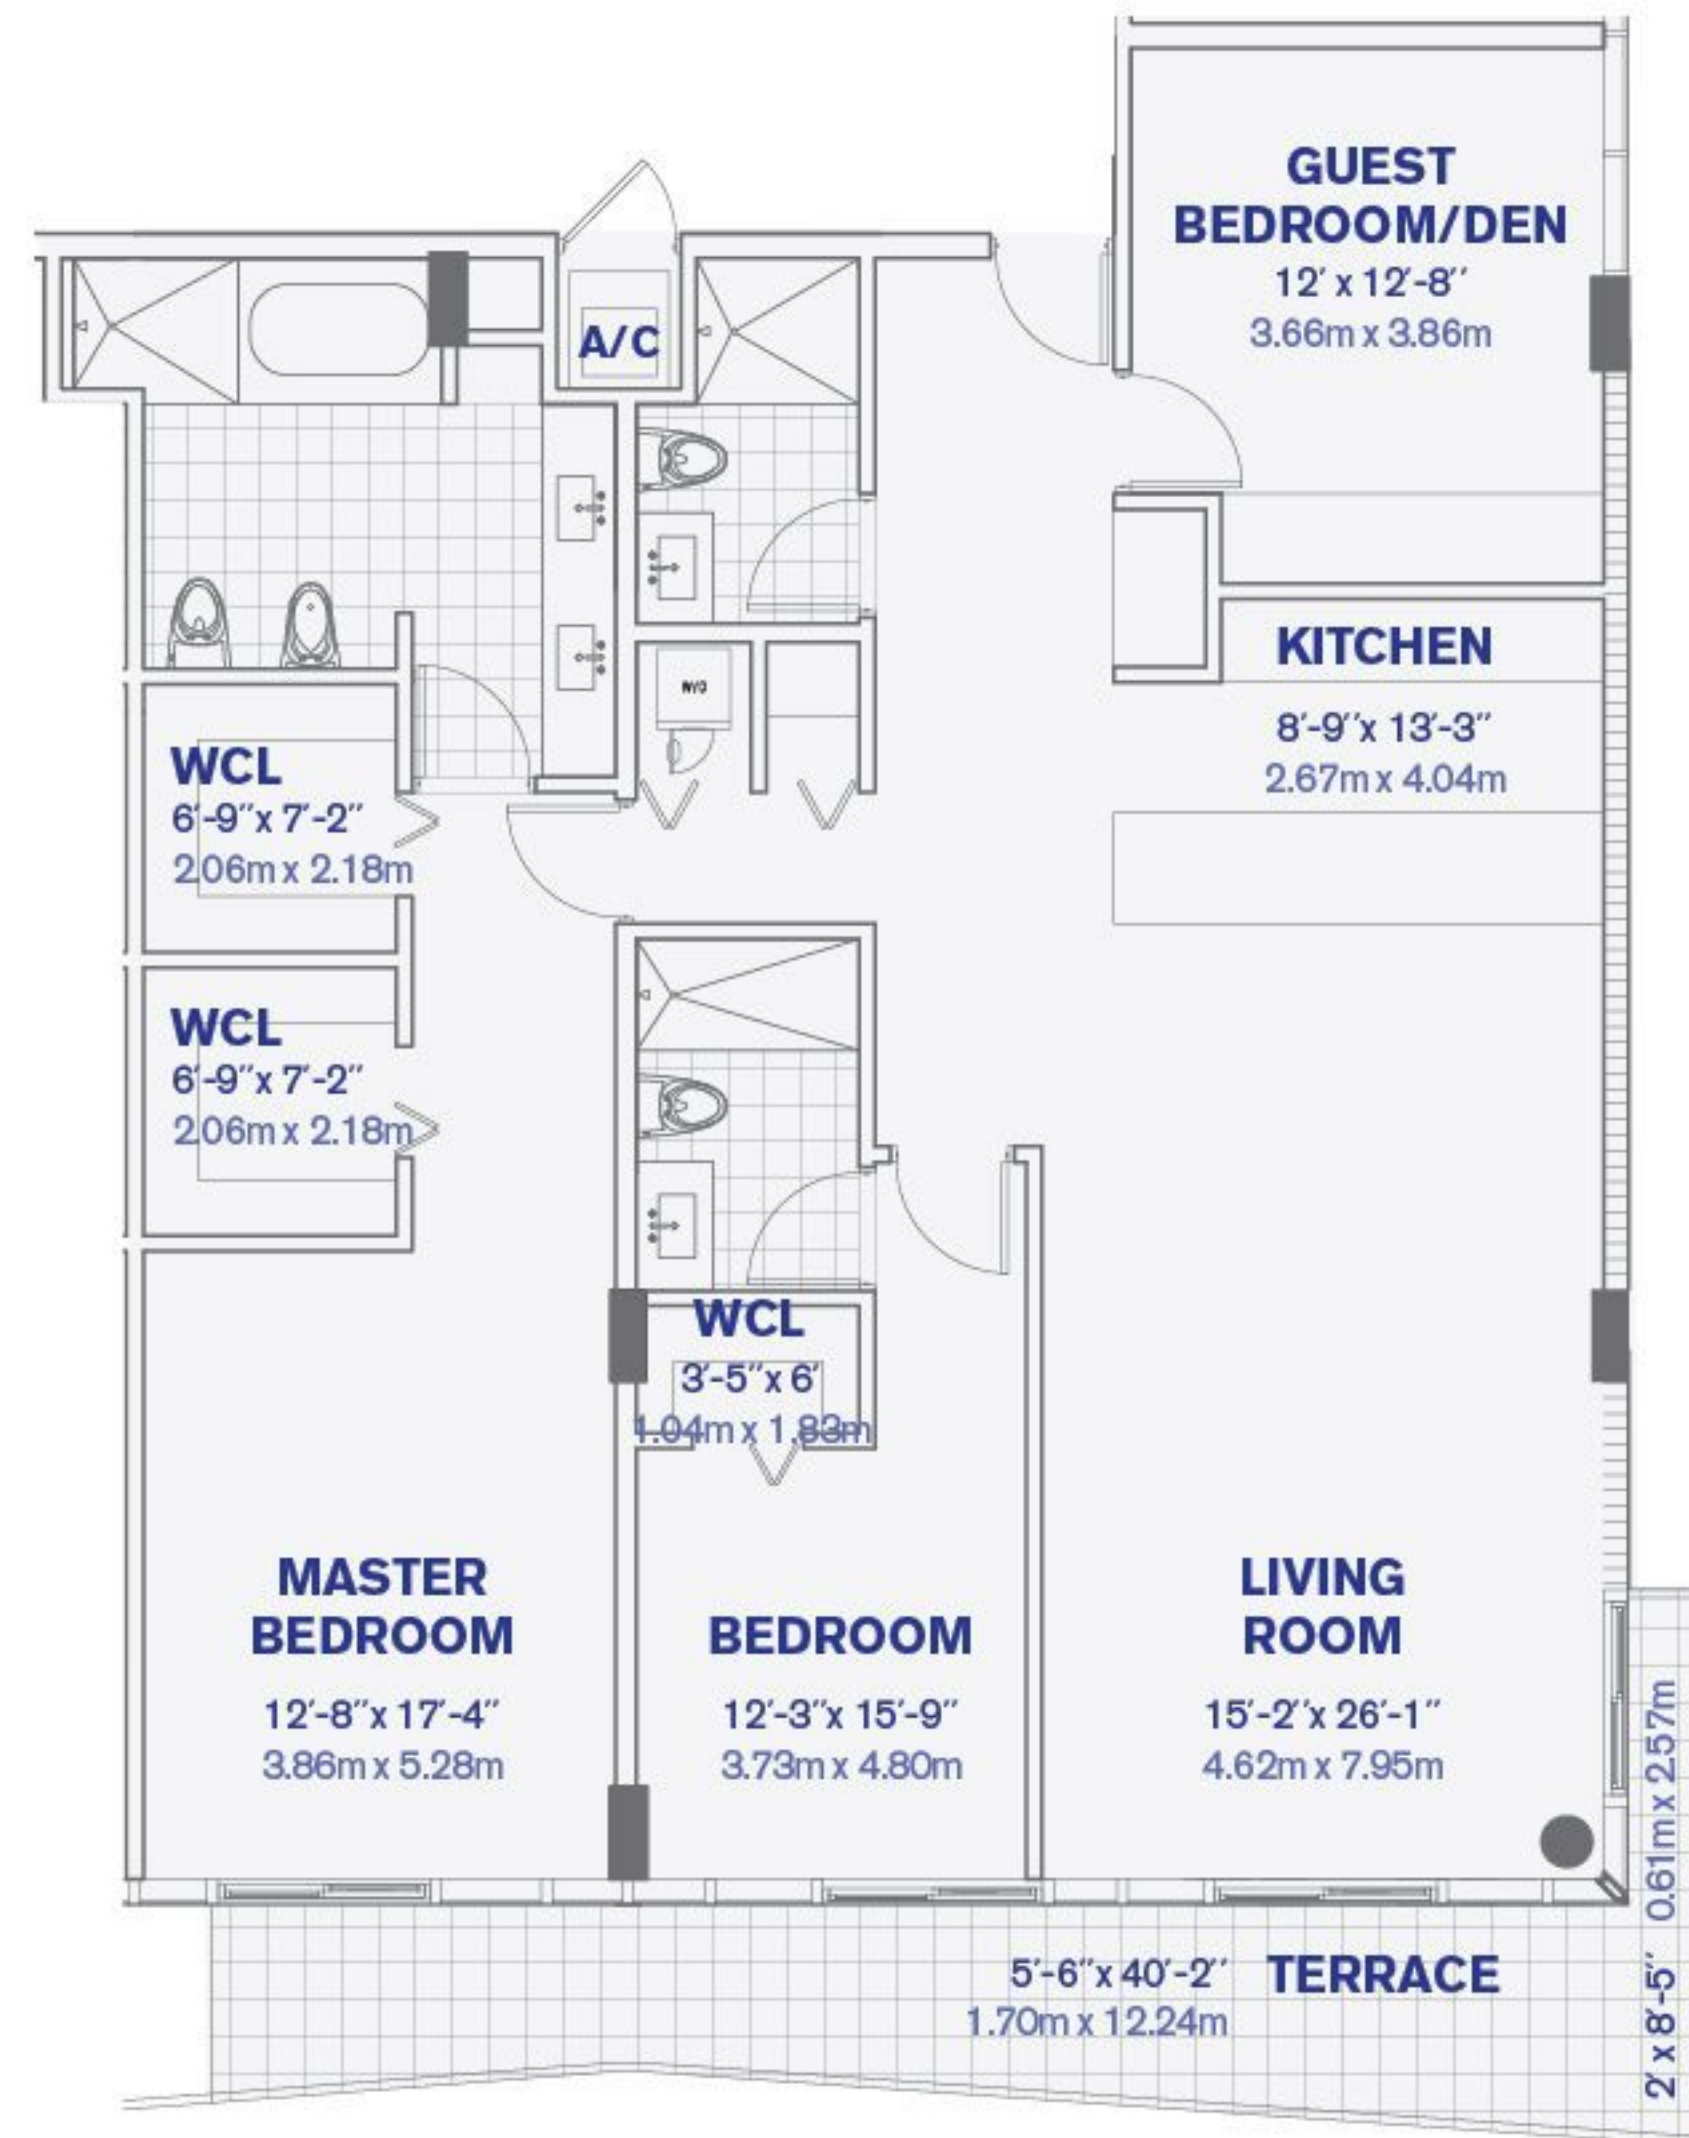 GUEST
BEDROOM/DEN
12' x 12'-8"
3.66m x 3.86m
A/C
KITCHEN
8'-9" x 13'-3"
2.67m x 4.04m
W/D
WCL
6'-9" x 7'-2"
2.06m x 2.18m
WCL
6'-9" x 7'-2"
2.06m x 2.18m
WCL
3'-5" x 6'
1.04m x 1.83m
MASTER
BEDROOM
12'-8" x 17'-4"
3.86m x 5.28m
BEDROOM
12'-3" x 15'-9"
3.73m x 4.80m
LIVING
ROOM
15'-2" x 26'-1"
4.62m x 7.95m
5'-6" x 40'-2"
1.70m x 12.24m
TERRACE
2' x 8'-5" 0.61m x 2.57m